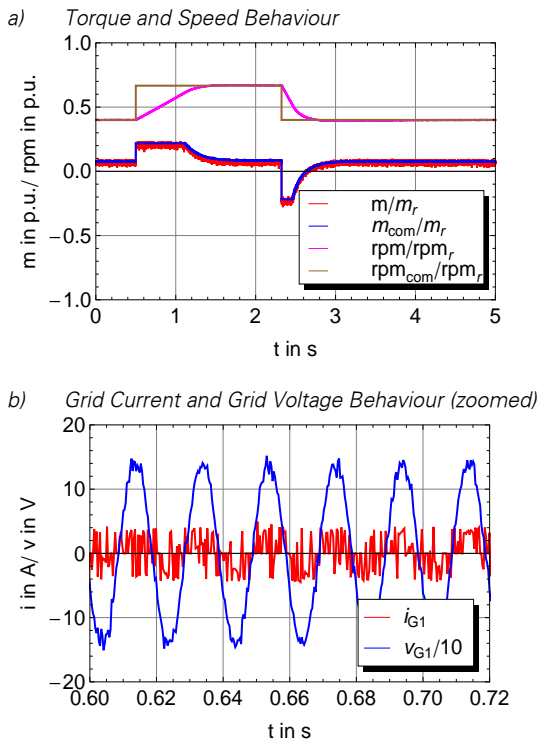 a) Torque and Speed Behaviour
1.0
0.5
0.0
−0.5
−1.0
m in p.u./ rpm in p.u.
m/m_r
m_com/m_r
rpm/rpm_r
rpm_com/rpm_r
0 1 2 3 4 5
t in s
b) Grid Current and Grid Voltage Behaviour (zoomed)
20
10
0
−10
−20
i in A/ v in V
i_G1
v_G1/10
0.60 0.62 0.64 0.66 0.68 0.70 0.72
t in s